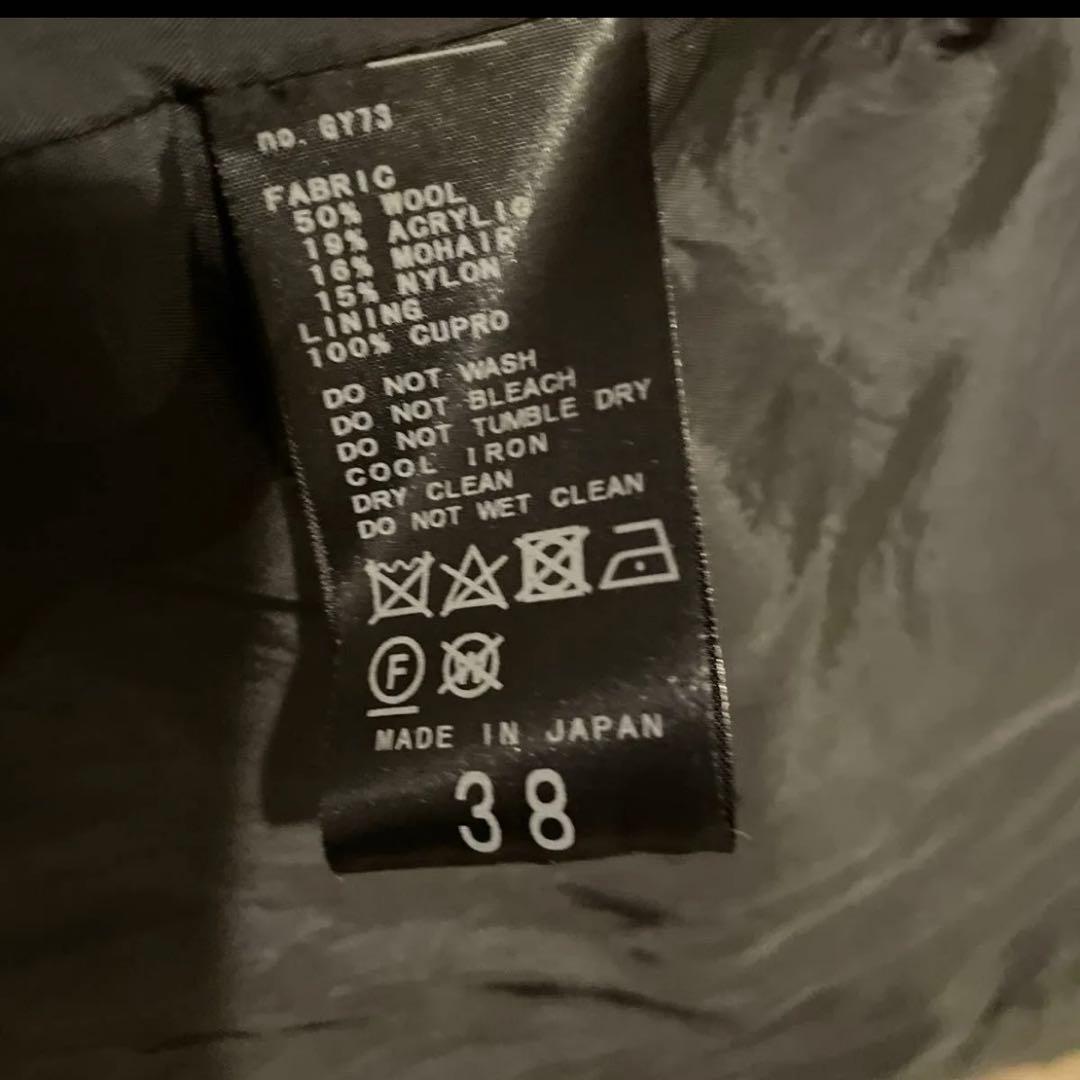 no. GY73
FABRIC
50% WOOL
19% ACRYLIC
16% MOHAIR
15% NYLON
LINING
100% CUPRO
DO NOT WASH
DO NOT BLEACH
DO NOT TUMBLE DRY
COOL IRON
DRY CLEAN
DO NOT WET CLEAN
F W
MADE IN JAPAN
38